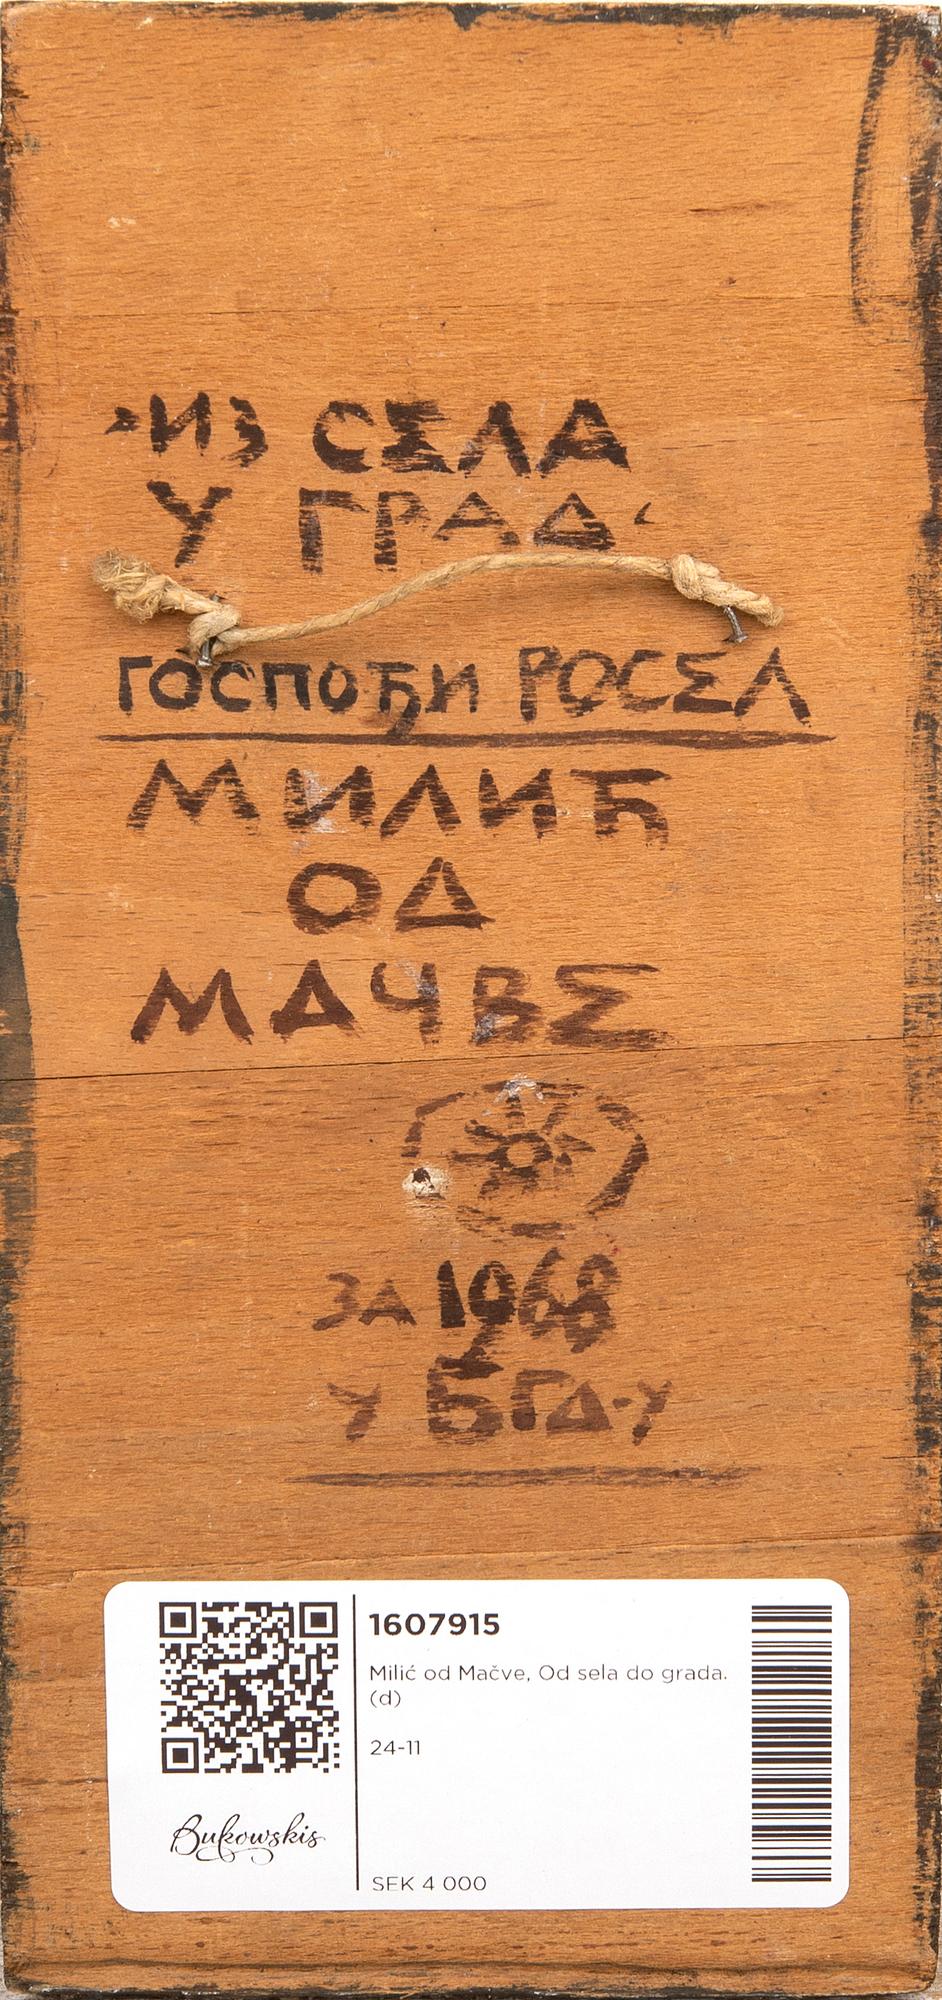 „ИЗ СЕЛА
У ГРАД“
ГОСПОЂИ РОСЕЛ
МИЛИЋ
ОД
МАЧВЕ
ЗА 1968
У БГД-У
1607915
Milić od Mačve, Od sela do grada.
(d)
24-11
Bukowskis
SEK 4 000